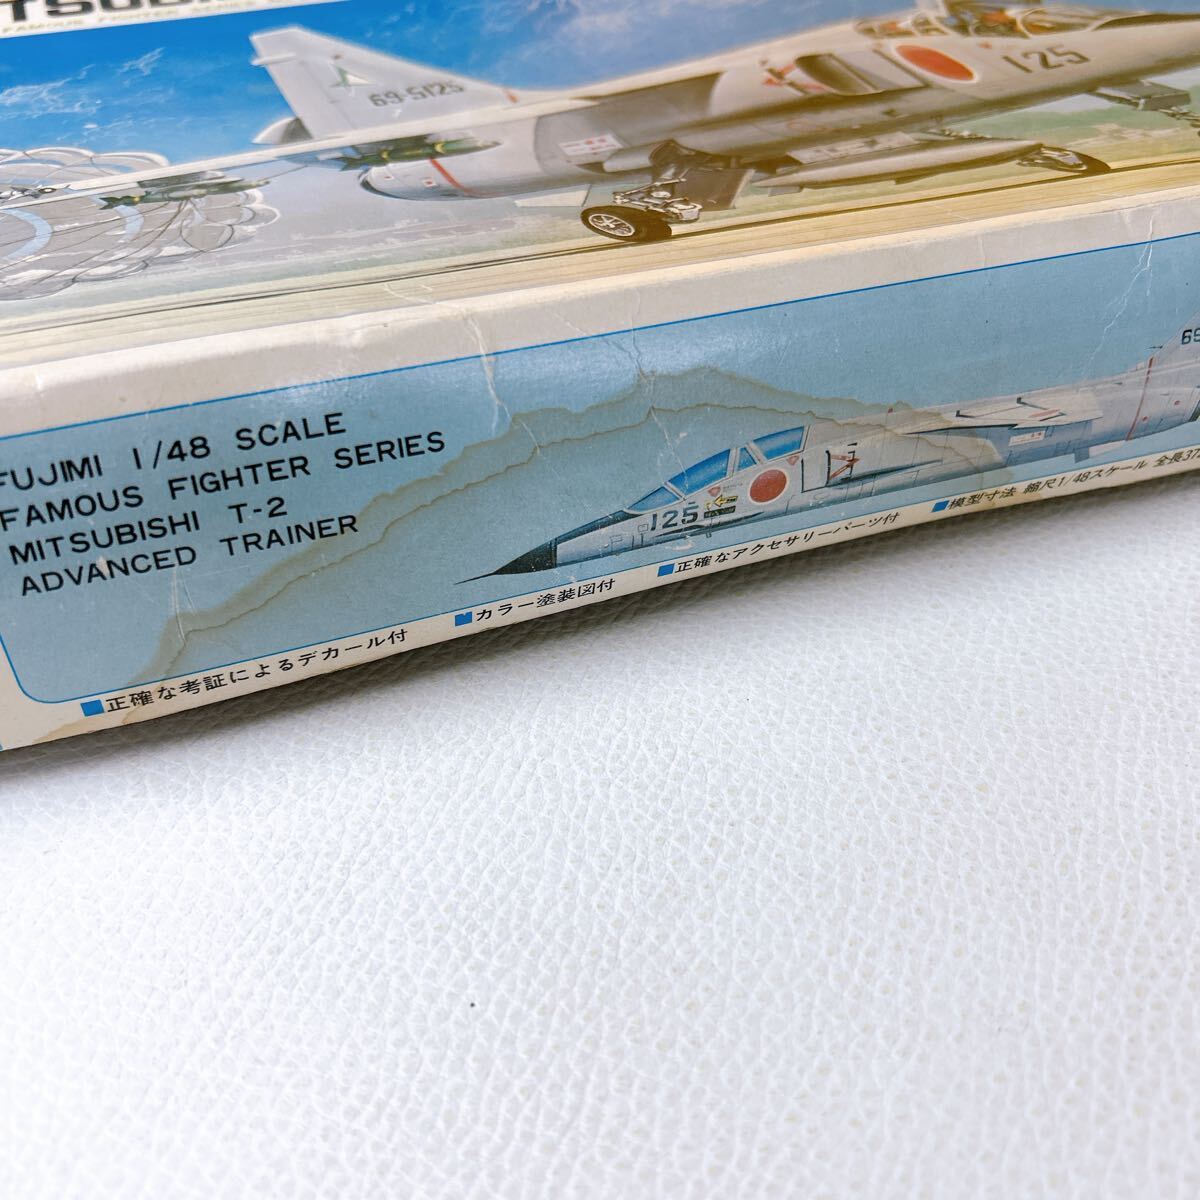 FAMOUS FIGHTER
69-5125
125
FUJIMI 1/48 SCALE
FAMOUS FIGHTER SERIES
MITSUBISHI T-2
ADVANCED TRAINER
125
69
■正確な考証によるデカール付
■カラー塗装図付
■正確なアクセサリーパーツ付
■模型寸法 縮尺1/48スケール 全長37